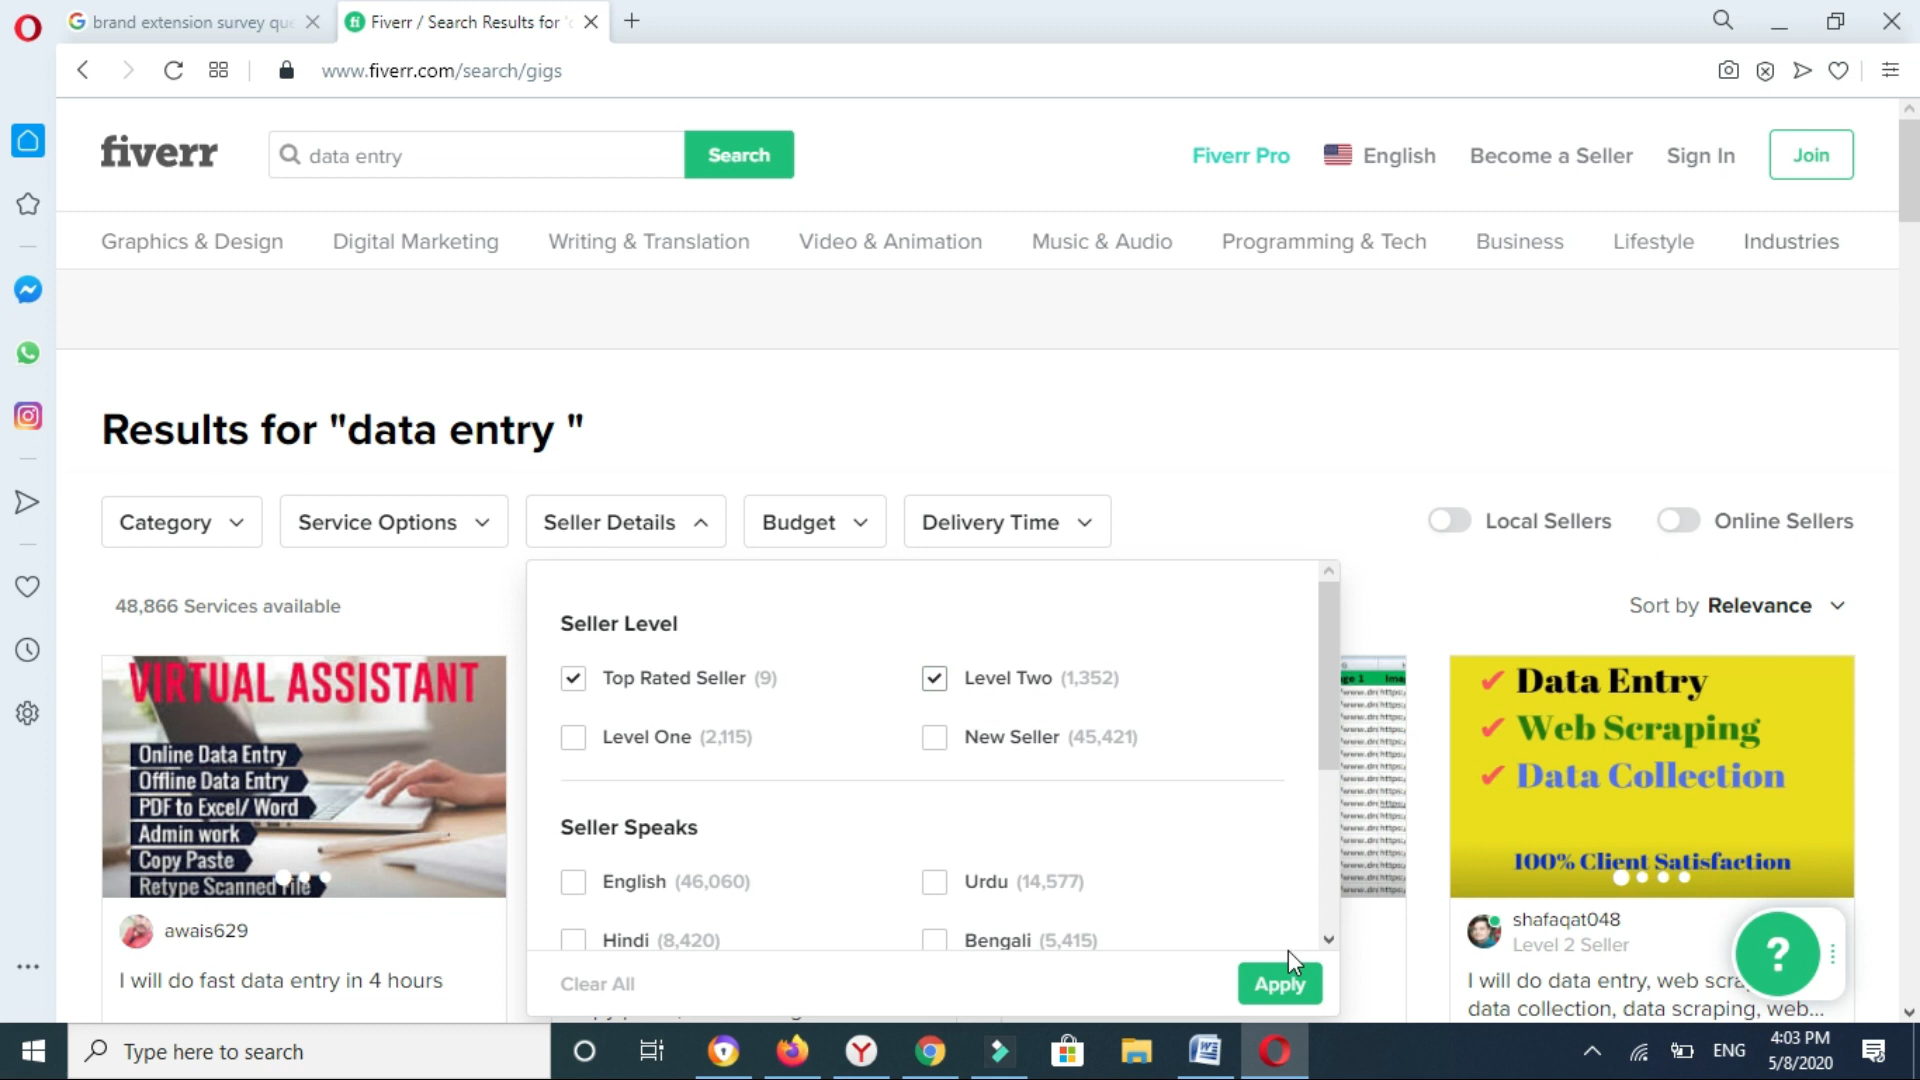 brand extension survey que
Fiverr / Search Results for 'd
www.fiverr.com/search/gigs
fiverr
data entry
Search
Fiverr Pro
English
Become a Seller
Sign In
Join
Graphics & Design
Digital Marketing
Writing & Translation
Video & Animation
Music & Audio
Programming & Tech
Business
Lifestyle
Industries
Results for "data entry "
Category
Service Options
Seller Details
Budget
Delivery Time
Local Sellers
Online Sellers
48,866 Services available
Sort by Relevance
Seller Level
Top Rated Seller (9)
Level Two (1,352)
Level One (2,115)
New Seller (45,421)
Seller Speaks
English (46,060)
Urdu (14,577)
Hindi (8,420)
Bengali (5,415)
Clear All
Apply
VIRTUAL ASSISTANT
Online Data Entry
Offline Data Entry
PDF to Excel/ Word
Admin work
Copy Paste
Retype Scanned File
awais629
I will do fast data entry in 4 hours
Data Entry
Web Scraping
Data Collection
100% Client Satisfaction
shafaqat048
Level 2 Seller
I will do data entry, web scra
data collection, data scraping, web...
?
Type here to search
ENG
4:03 PM
5/8/2020